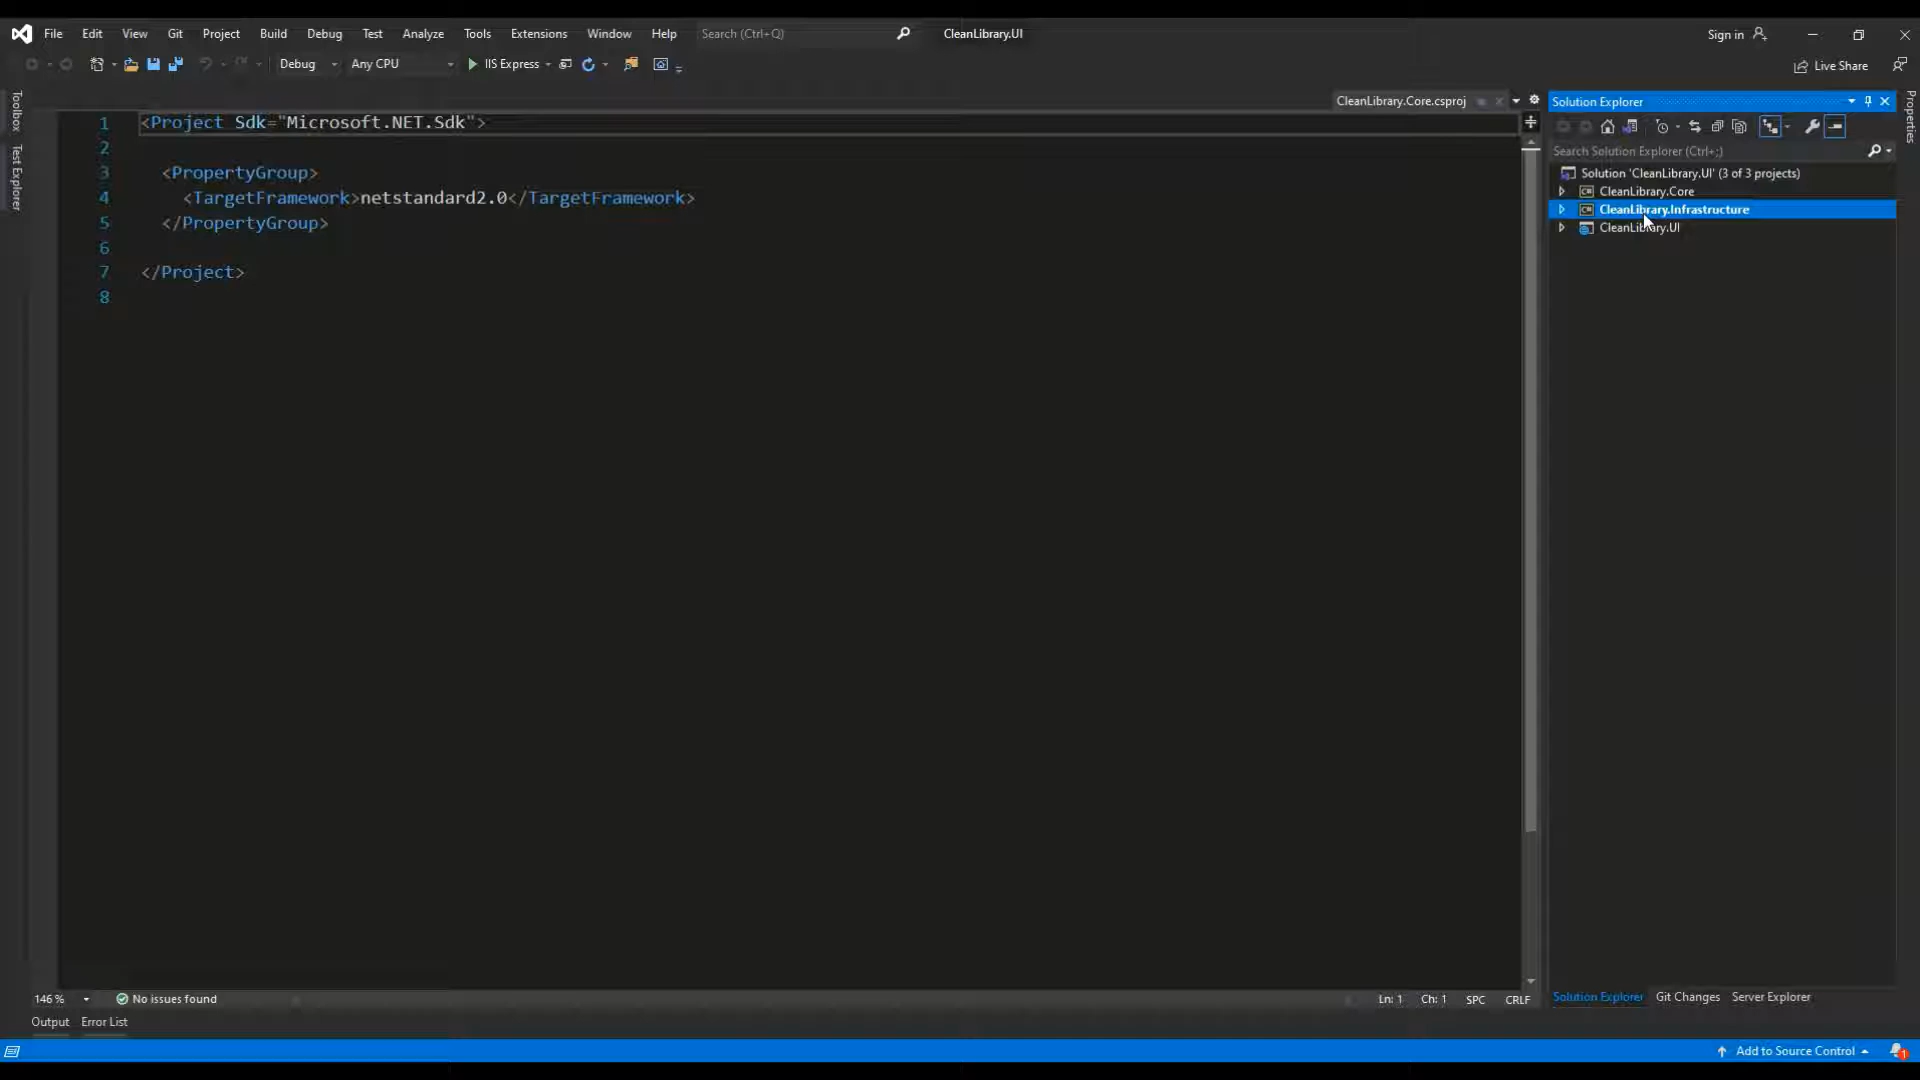 File Edit View Git Project Build Debug Test Analyze Tools Extensions Window Help Search (Ctrl+Q) CleanLibrary.UI Sign in
Debug Any CPU IIS Express Live Share
Toolbox
Test Explorer
CleanLibrary.Core.csproj
1 <Project Sdk="Microsoft.NET.Sdk">
2
3 <PropertyGroup>
4 <TargetFramework>netstandard2.0</TargetFramework>
5 </PropertyGroup>
6
7 </Project>
8
Solution Explorer
Search Solution Explorer (Ctrl+;)
Solution 'CleanLibrary.UI' (3 of 3 projects)
CleanLibrary.Core
CleanLibrary.Infrastructure
CleanLibrary.UI
Properties
146 % No issues found Ln: 1 Ch: 1 SPC CRLF
Solution Explorer Git Changes Server Explorer
Output Error List
Add to Source Control 1